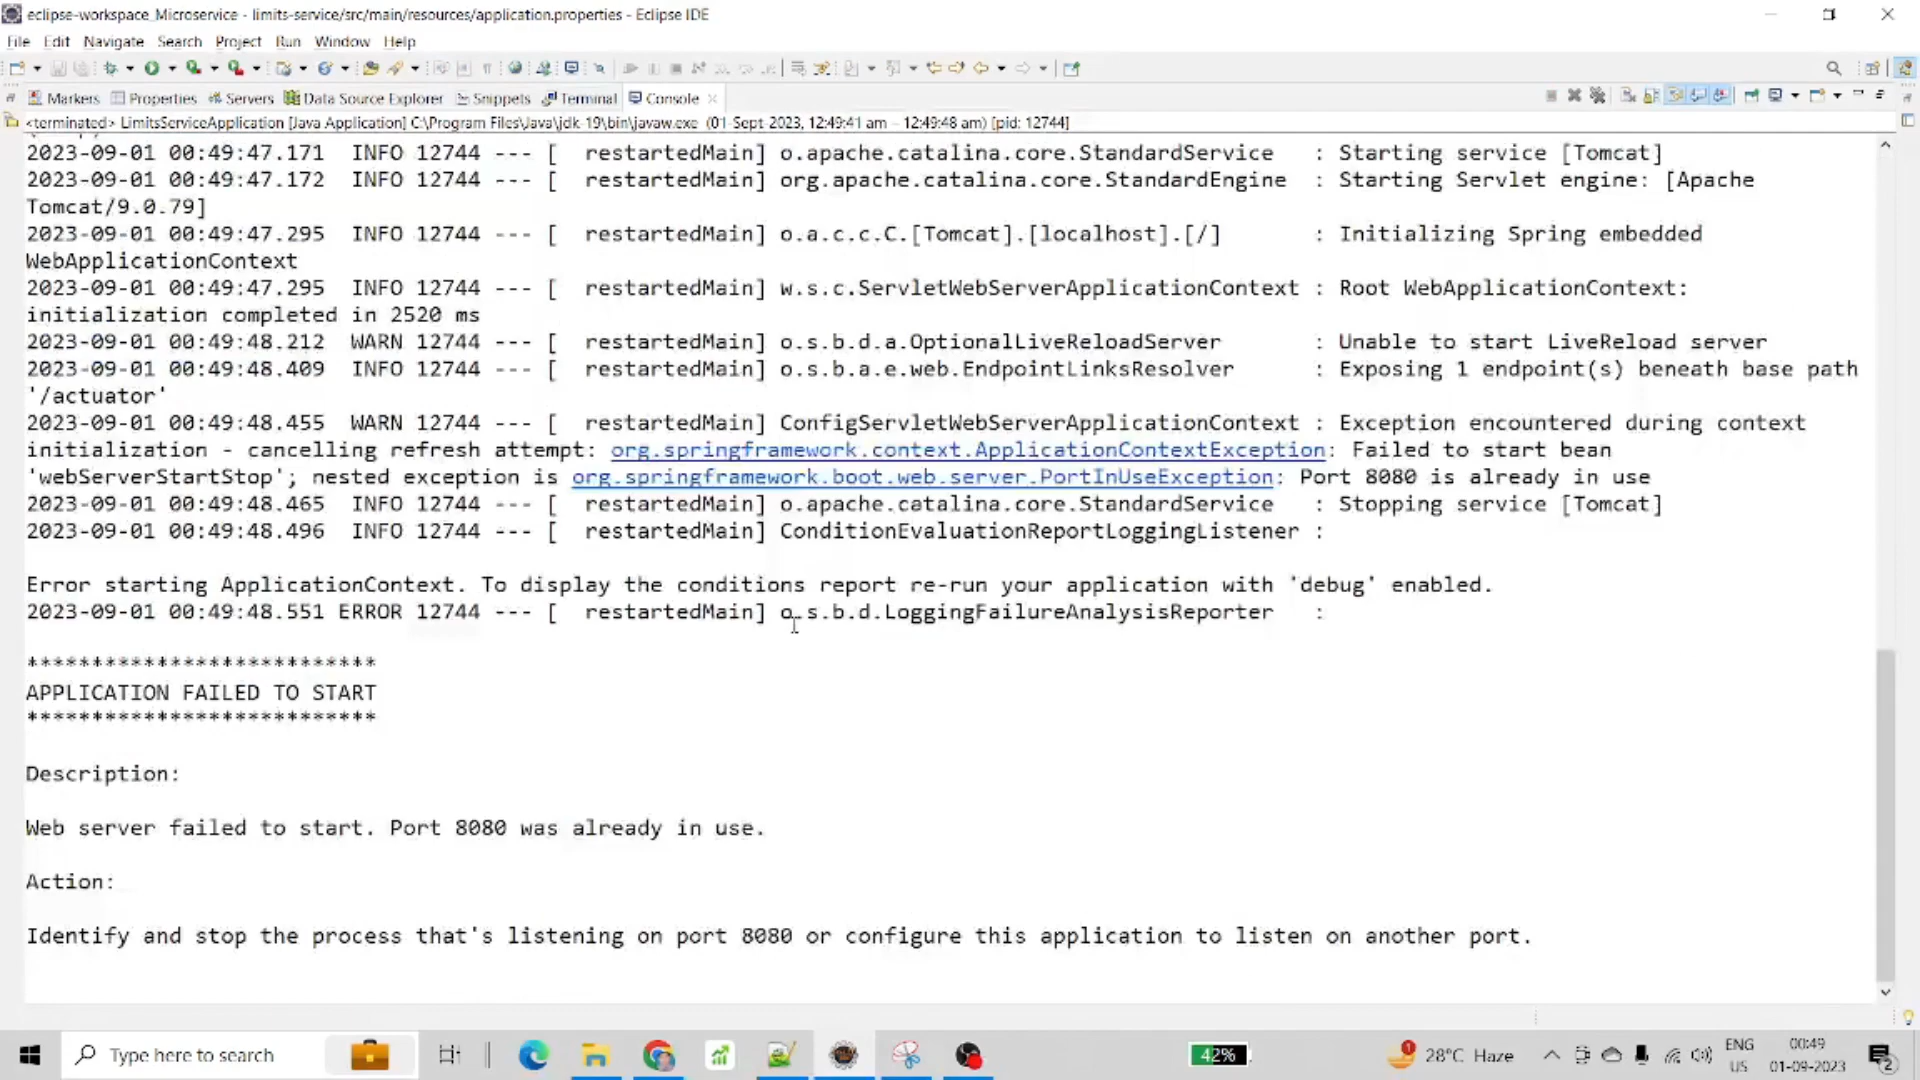 eclipse-workspace_Microservice - limits-service/src/main/resources/application.properties - Eclipse IDE
File Edit Navigate Search Project Run Window Help
Markers Properties Servers Data Source Explorer Snippets Terminal Console
<terminated> LimitsServiceApplication [Java Application] C:\Program Files\Java\jdk-19\bin\javaw.exe (01-Sept-2023, 12:49:41 am – 12:49:48 am) [pid: 12744]
2023-09-01 00:49:47.171  INFO 12744 --- [  restartedMain] o.apache.catalina.core.StandardService   : Starting service [Tomcat]
2023-09-01 00:49:47.172  INFO 12744 --- [  restartedMain] org.apache.catalina.core.StandardEngine  : Starting Servlet engine: [Apache
Tomcat/9.0.79]
2023-09-01 00:49:47.295  INFO 12744 --- [  restartedMain] o.a.c.c.C.[Tomcat].[localhost].[/]       : Initializing Spring embedded
WebApplicationContext
2023-09-01 00:49:47.295  INFO 12744 --- [  restartedMain] w.s.c.ServletWebServerApplicationContext : Root WebApplicationContext:
initialization completed in 2520 ms
2023-09-01 00:49:48.212  WARN 12744 --- [  restartedMain] o.s.b.d.a.OptionalLiveReloadServer       : Unable to start LiveReload server
2023-09-01 00:49:48.409  INFO 12744 --- [  restartedMain] o.s.b.a.e.web.EndpointLinksResolver      : Exposing 1 endpoint(s) beneath base path
'/actuator'
2023-09-01 00:49:48.455  WARN 12744 --- [  restartedMain] ConfigServletWebServerApplicationContext : Exception encountered during context
initialization - cancelling refresh attempt: org.springframework.context.ApplicationContextException: Failed to start bean
'webServerStartStop'; nested exception is org.springframework.boot.web.server.PortInUseException: Port 8080 is already in use
2023-09-01 00:49:48.465  INFO 12744 --- [  restartedMain] o.apache.catalina.core.StandardService   : Stopping service [Tomcat]
2023-09-01 00:49:48.496  INFO 12744 --- [  restartedMain] ConditionEvaluationReportLoggingListener :
Error starting ApplicationContext. To display the conditions report re-run your application with 'debug' enabled.
2023-09-01 00:49:48.551 ERROR 12744 --- [  restartedMain] o.s.b.d.LoggingFailureAnalysisReporter   :
***************************
APPLICATION FAILED TO START
***************************
Description:
Web server failed to start. Port 8080 was already in use.
Action:
Identify and stop the process that's listening on port 8080 or configure this application to listen on another port.
Type here to search
42%
28°C Haze
ENG
US
00:49
01-09-2023
2